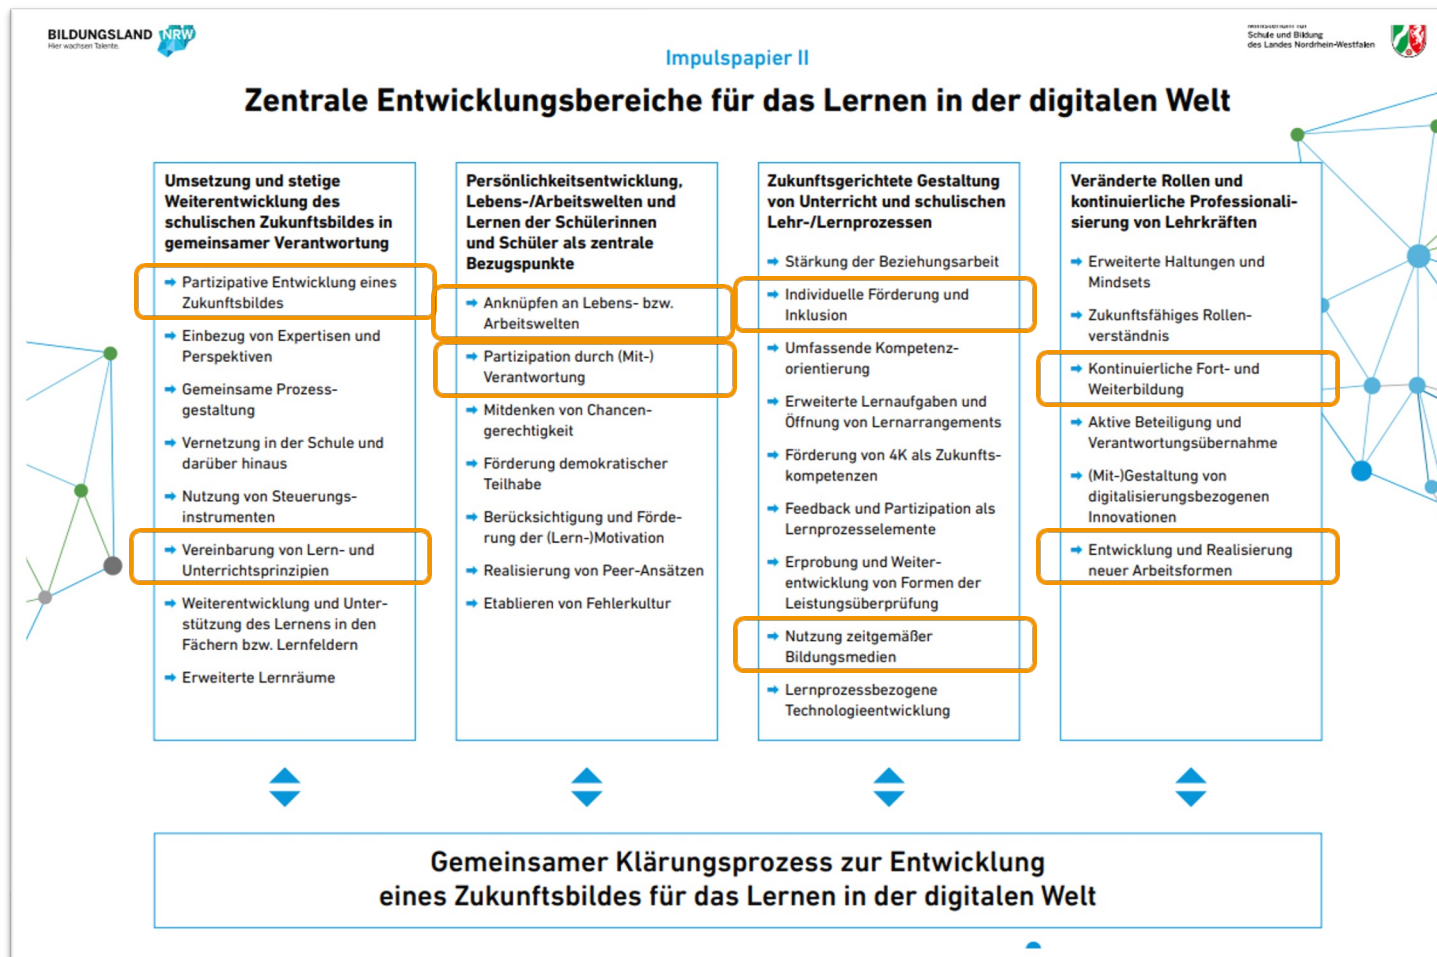 BILDUNGSLAND NRW
Hier wachsen Talente.
Ministerium für
Schule und Bildung
des Landes Nordrhein-Westfalen
Impulspapier II
Zentrale Entwicklungsbereiche für das Lernen in der digitalen Welt
Umsetzung und stetige
Weiterentwicklung des
schulischen Zukunftsbildes in
gemeinsamer Verantwortung
Partizipative Entwicklung eines
Zukunftsbildes
Einbezug von Expertisen und
Perspektiven
Gemeinsame Prozess-
gestaltung
Vernetzung in der Schule und
darüber hinaus
Nutzung von Steuerungs-
instrumenten
Vereinbarung von Lern- und
Unterrichtsprinzipien
Weiterentwicklung und Unter-
stützung des Lernens in den
Fächern bzw. Lernfeldern
Erweiterte Lernräume
Persönlichkeitsentwicklung,
Lebens-/Arbeitswelten und
Lernen der Schülerinnen
und Schüler als zentrale
Bezugspunkte
Anknüpfen an Lebens- bzw.
Arbeitswelten
Partizipation durch (Mit-)
Verantwortung
Mitdenken von Chancen-
gerechtigkeit
Förderung demokratischer
Teilhabe
Berücksichtigung und Förde-
rung der (Lern-)Motivation
Realisierung von Peer-Ansätzen
Etablieren von Fehlerkultur
Zukunftsgerichtete Gestaltung
von Unterricht und schulischen
Lehr-/Lernprozessen
Stärkung der Beziehungsarbeit
Individuelle Förderung und
Inklusion
Umfassende Kompetenz-
orientierung
Erweiterte Lernaufgaben und
Öffnung von Lernarrangements
Förderung von 4K als Zukunfts-
kompetenzen
Feedback und Partizipation als
Lernprozesselemente
Erprobung und Weiter-
entwicklung von Formen der
Leistungsüberprüfung
Nutzung zeitgemäßer
Bildungsmedien
Lernprozessbezogene
Technologieentwicklung
Veränderte Rollen und
kontinuierliche Professionali-
sierung von Lehrkräften
Erweiterte Haltungen und
Mindsets
Zukunftsfähiges Rollen-
verständnis
Kontinuierliche Fort- und
Weiterbildung
Aktive Beteiligung und
Verantwortungsübernahme
(Mit-)Gestaltung von
digitalisierungsbezogenen
Innovationen
Entwicklung und Realisierung
neuer Arbeitsformen
Gemeinsamer Klärungsprozess zur Entwicklung
eines Zukunftsbildes für das Lernen in der digitalen Welt